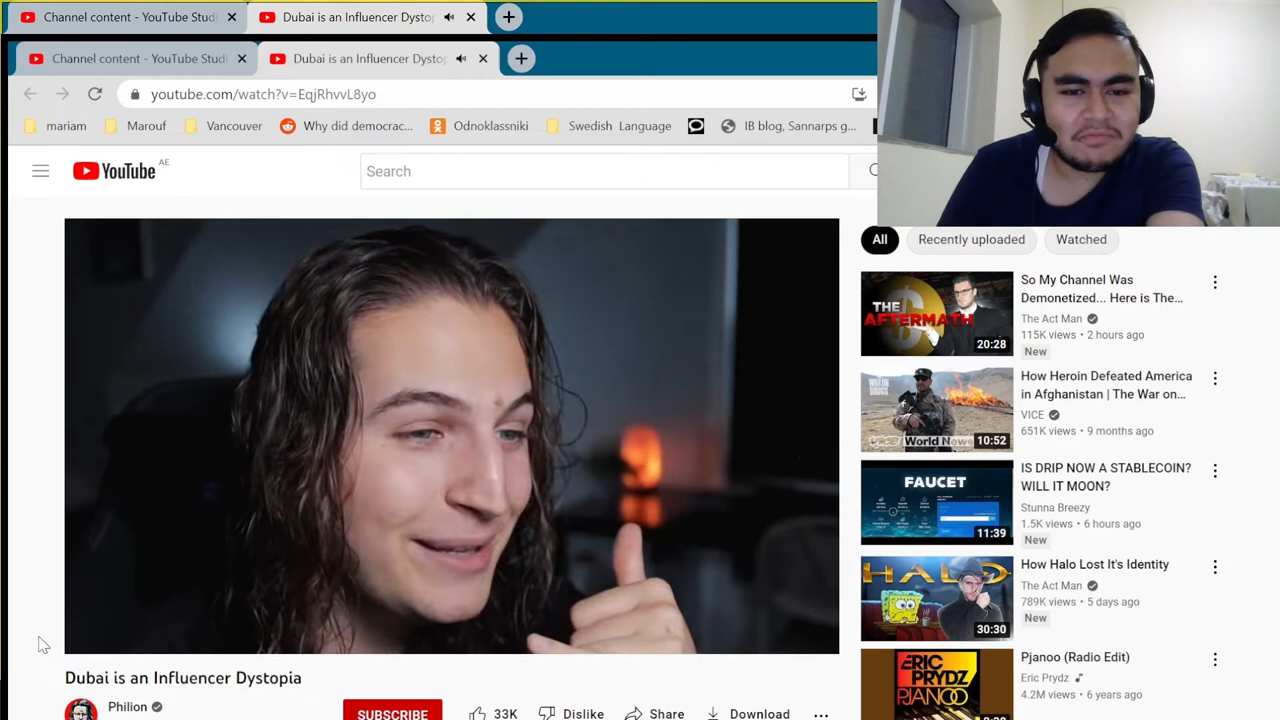 Channel content - YouTube Studi
Dubai is an Influencer Dystop
Channel content - YouTube Studi
Dubai is an Influencer Dystop
youtube.com/watch?v=EqjRhvvL8yo
mariam
Marouf
Vancouver
Why did democrac...
Odnoklassniki
Swedish Language
IB blog, Sannarps g...
YouTube AE
Search
All
Recently uploaded
Watched
THE
AFTERMATH
20:28
So My Channel Was
Demonetized... Here is The...
The Act Man
115K views • 2 hours ago
New
WAR ON
DRUGS
VICE World News
10:52
How Heroin Defeated America
in Afghanistan | The War on...
VICE
651K views • 9 months ago
FAUCET
11:39
IS DRIP NOW A STABLECOIN?
WILL IT MOON?
Stunna Breezy
1.5K views • 6 hours ago
New
HALO
30:30
How Halo Lost It's Identity
The Act Man
789K views • 5 days ago
New
ERIC
PRYDZ
PJANOO
Pjanoo (Radio Edit)
Eric Prydz
4.2M views • 6 years ago
Dubai is an Influencer Dystopia
Philion
SUBSCRIBE
33K
Dislike
Share
Download